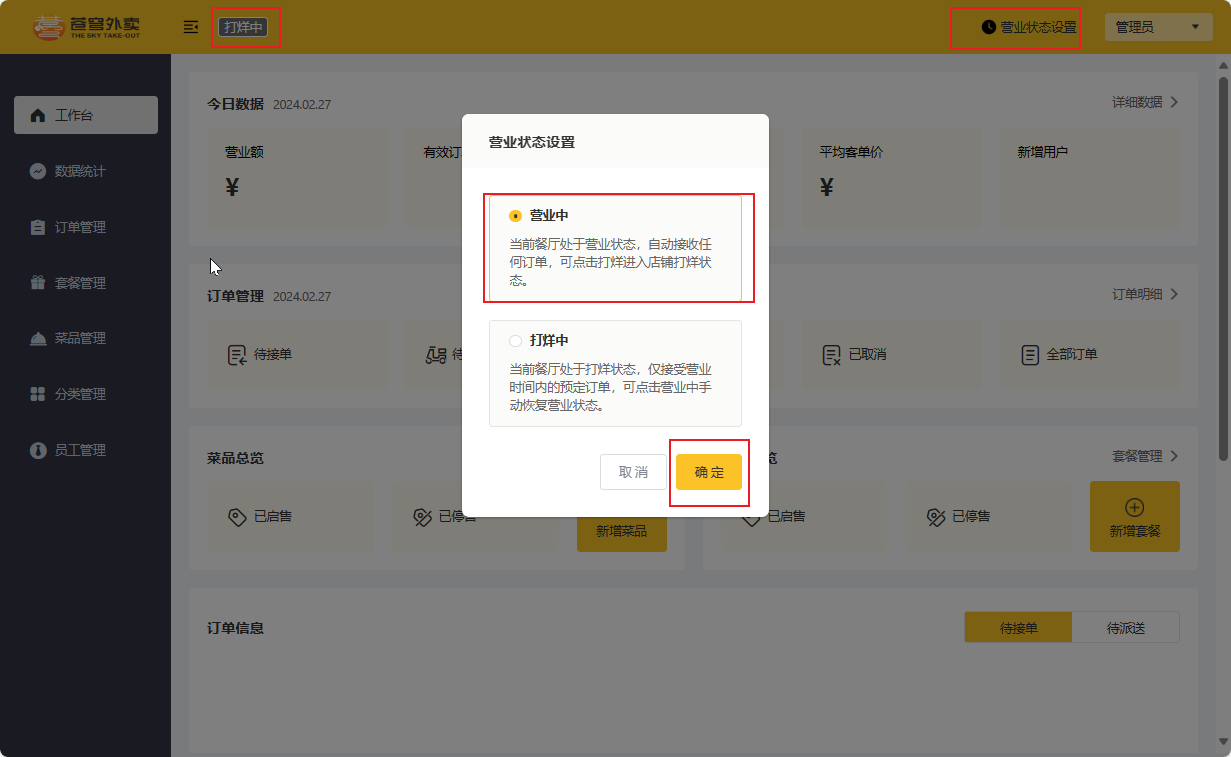 苍穹外卖
THE SKY TAKE-OUT
打烊中
营业状态设置
管理员
工作台
数据统计
订单管理
套餐管理
菜品管理
分类管理
员工管理
今日数据 2024.02.27
详细数据
营业额
¥
有效订
平均客单价
¥
新增用户
订单管理 2024.02.27
订单明细
待接单
待
已取消
全部订单
菜品总览
已启售
已停售
新增菜品
览
套餐管理
已启售
已停售
新增套餐
订单信息
待接单
待派送
营业状态设置
营业中
当前餐厅处于营业状态，自动接收任
何订单，可点击打烊进入店铺打烊状
态。
打烊中
当前餐厅处于打烊状态，仅接受营业
时间内的预定订单，可点击营业中手
动恢复营业状态。
取 消
确 定